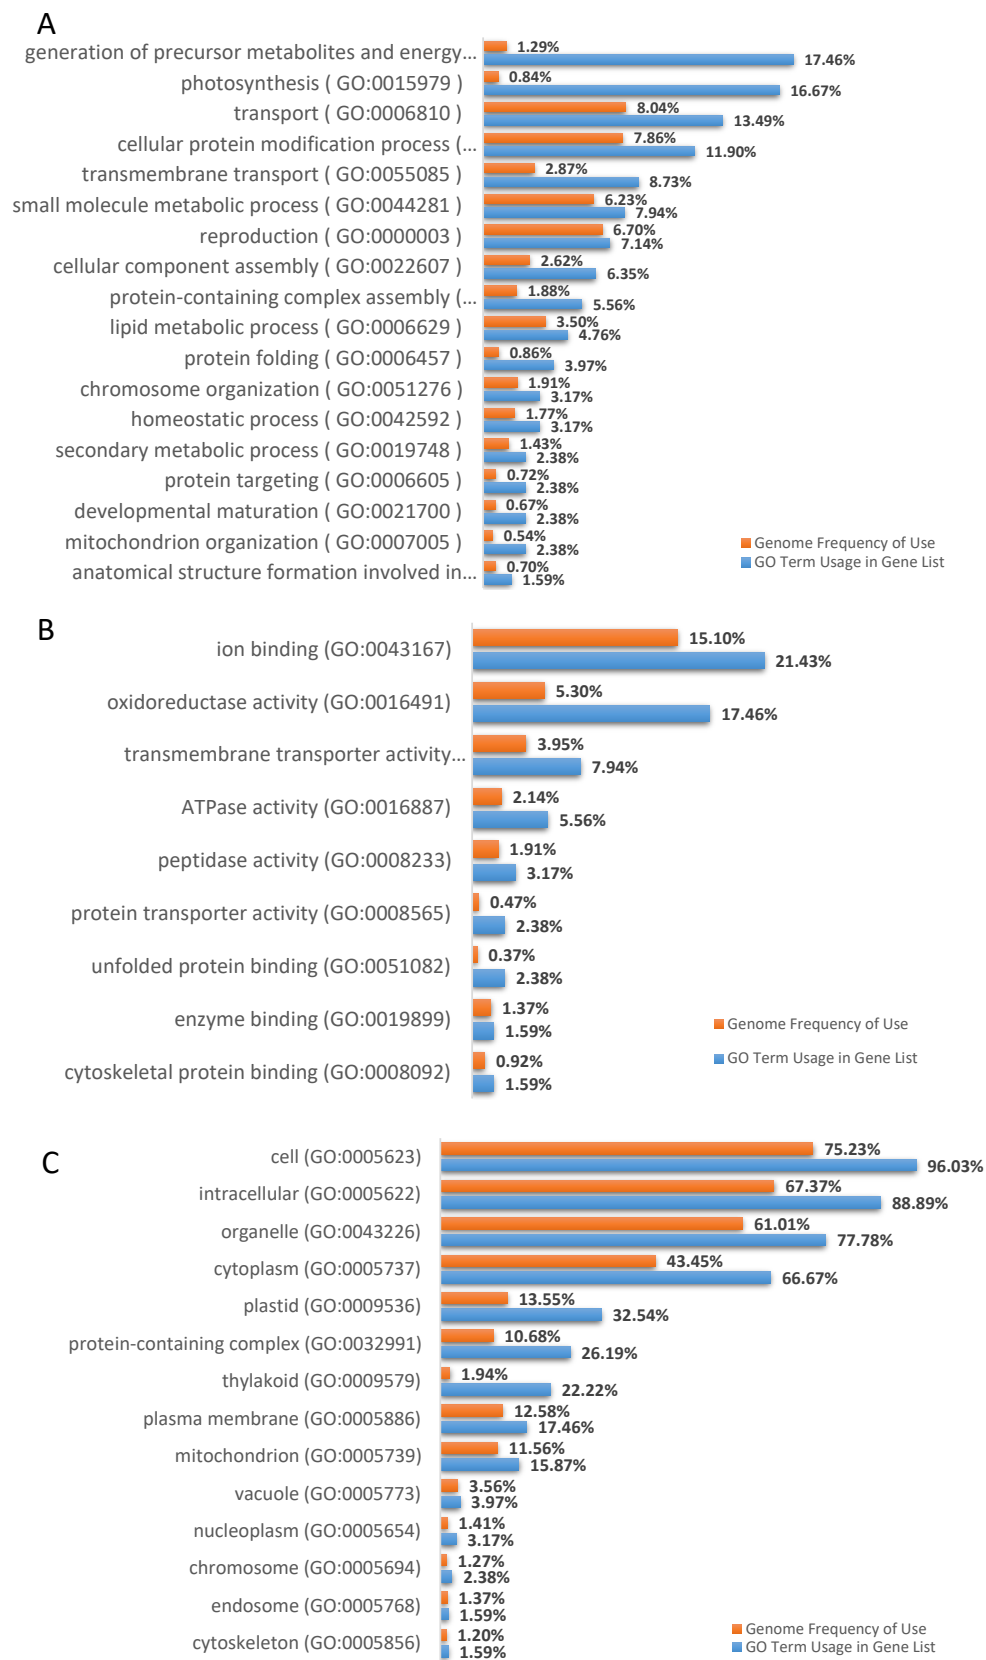 A
generation of precursor metabolites and energy... 1.29%
17.46%
photosynthesis ( GO:0015979 ) 0.84%
16.67%
transport ( GO:0006810 ) 8.04%
13.49%
cellular protein modification process (... 7.86%
11.90%
transmembrane transport ( GO:0055085 ) 2.87%
8.73%
small molecule metabolic process ( GO:0044281 ) 6.23%
7.94%
reproduction ( GO:0000003 ) 6.70%
7.14%
cellular component assembly ( GO:0022607 ) 2.62%
6.35%
protein-containing complex assembly (... 1.88%
5.56%
lipid metabolic process ( GO:0006629 ) 3.50%
4.76%
protein folding ( GO:0006457 ) 0.86%
3.97%
chromosome organization ( GO:0051276 ) 1.91%
3.17%
homeostatic process ( GO:0042592 ) 1.77%
3.17%
secondary metabolic process ( GO:0019748 ) 1.43%
2.38%
protein targeting ( GO:0006605 ) 0.72%
2.38%
developmental maturation ( GO:0021700 ) 0.67%
2.38%
mitochondrion organization ( GO:0007005 ) 0.54%
2.38%
anatomical structure formation involved in... 0.70%
1.59%
Genome Frequency of Use
GO Term Usage in Gene List
B
ion binding (GO:0043167) 15.10%
21.43%
oxidoreductase activity (GO:0016491) 5.30%
17.46%
transmembrane transporter activity... 3.95%
7.94%
ATPase activity (GO:0016887) 2.14%
5.56%
peptidase activity (GO:0008233) 1.91%
3.17%
protein transporter activity (GO:0008565) 0.47%
2.38%
unfolded protein binding (GO:0051082) 0.37%
2.38%
enzyme binding (GO:0019899) 1.37%
1.59%
cytoskeletal protein binding (GO:0008092) 0.92%
1.59%
Genome Frequency of Use
GO Term Usage in Gene List
C
cell (GO:0005623) 75.23%
96.03%
intracellular (GO:0005622) 67.37%
88.89%
organelle (GO:0043226) 61.01%
77.78%
cytoplasm (GO:0005737) 43.45%
66.67%
plastid (GO:0009536) 13.55%
32.54%
protein-containing complex (GO:0032991) 10.68%
26.19%
thylakoid (GO:0009579) 1.94%
22.22%
plasma membrane (GO:0005886) 12.58%
17.46%
mitochondrion (GO:0005739) 11.56%
15.87%
vacuole (GO:0005773) 3.56%
3.97%
nucleoplasm (GO:0005654) 1.41%
3.17%
chromosome (GO:0005694) 1.27%
2.38%
endosome (GO:0005768) 1.37%
1.59%
cytoskeleton (GO:0005856) 1.20%
1.59%
Genome Frequency of Use
GO Term Usage in Gene List